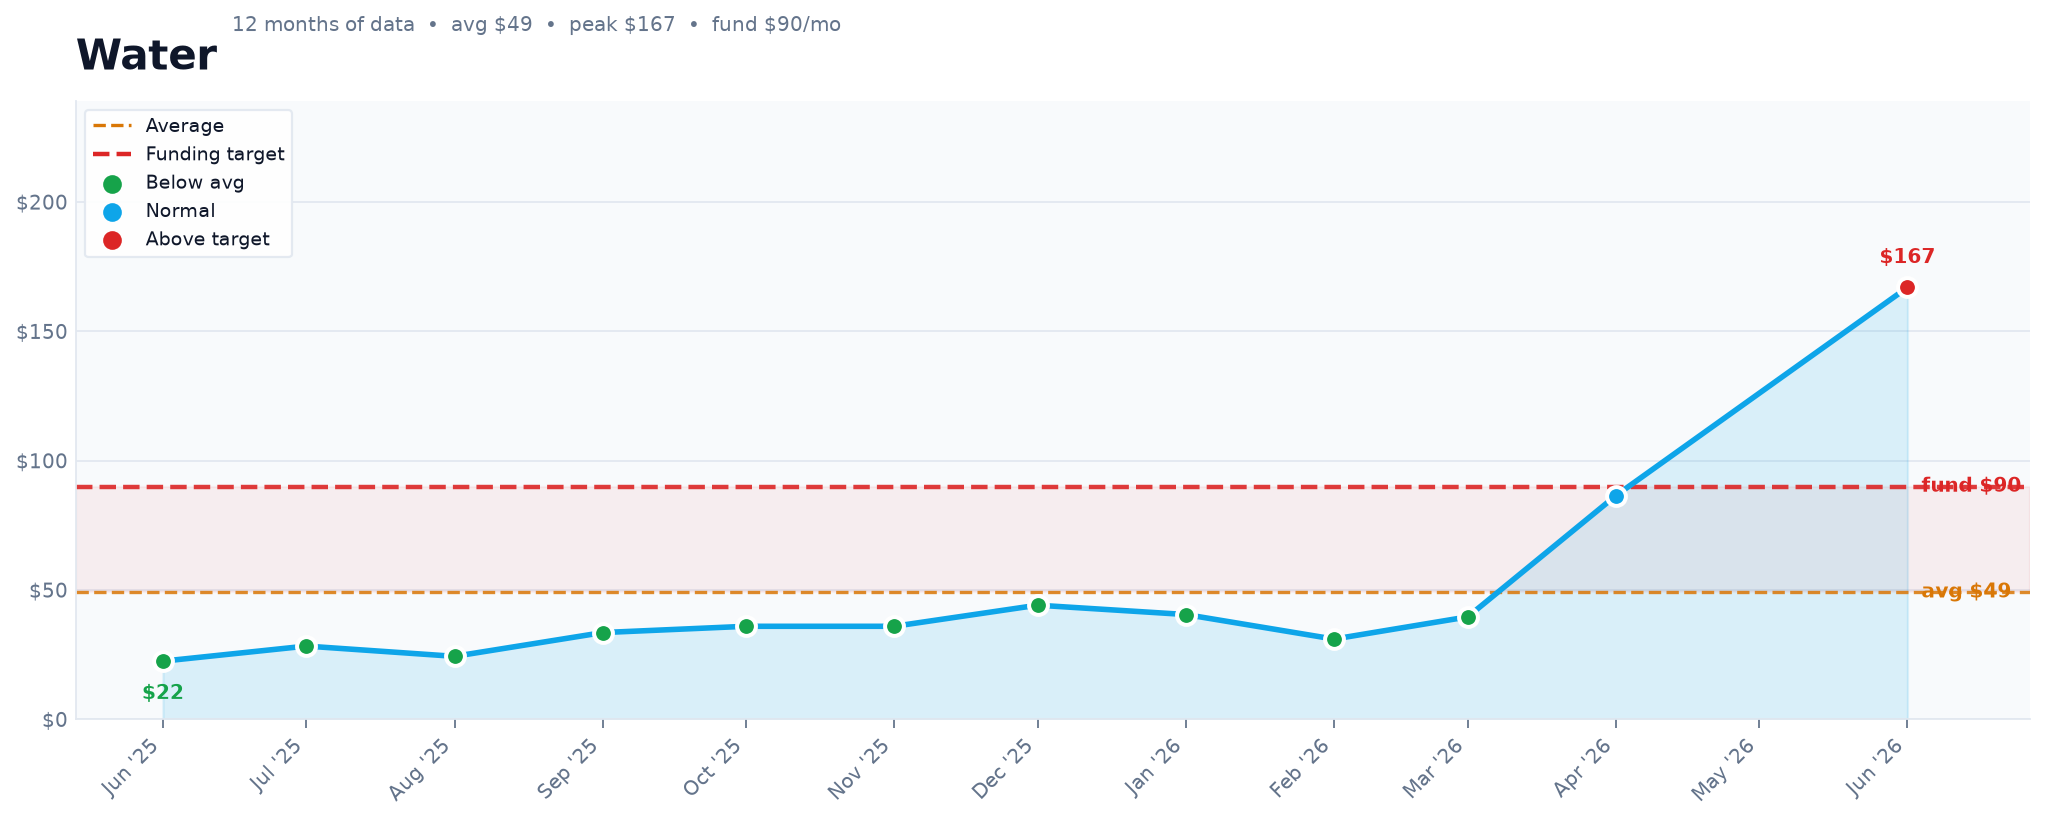 12 months of data • avg $49 • peak $167 • fund $90/mo
Water
Average
Funding target
Below avg
Normal
Above target
$200
$150
$100
$50
$0
$167
fund $90
avg $49
$22
Jun '25
Jul '25
Aug '25
Sep '25
Oct '25
Nov '25
Dec '25
Jan '26
Feb '26
Mar '26
Apr '26
May '26
Jun '26